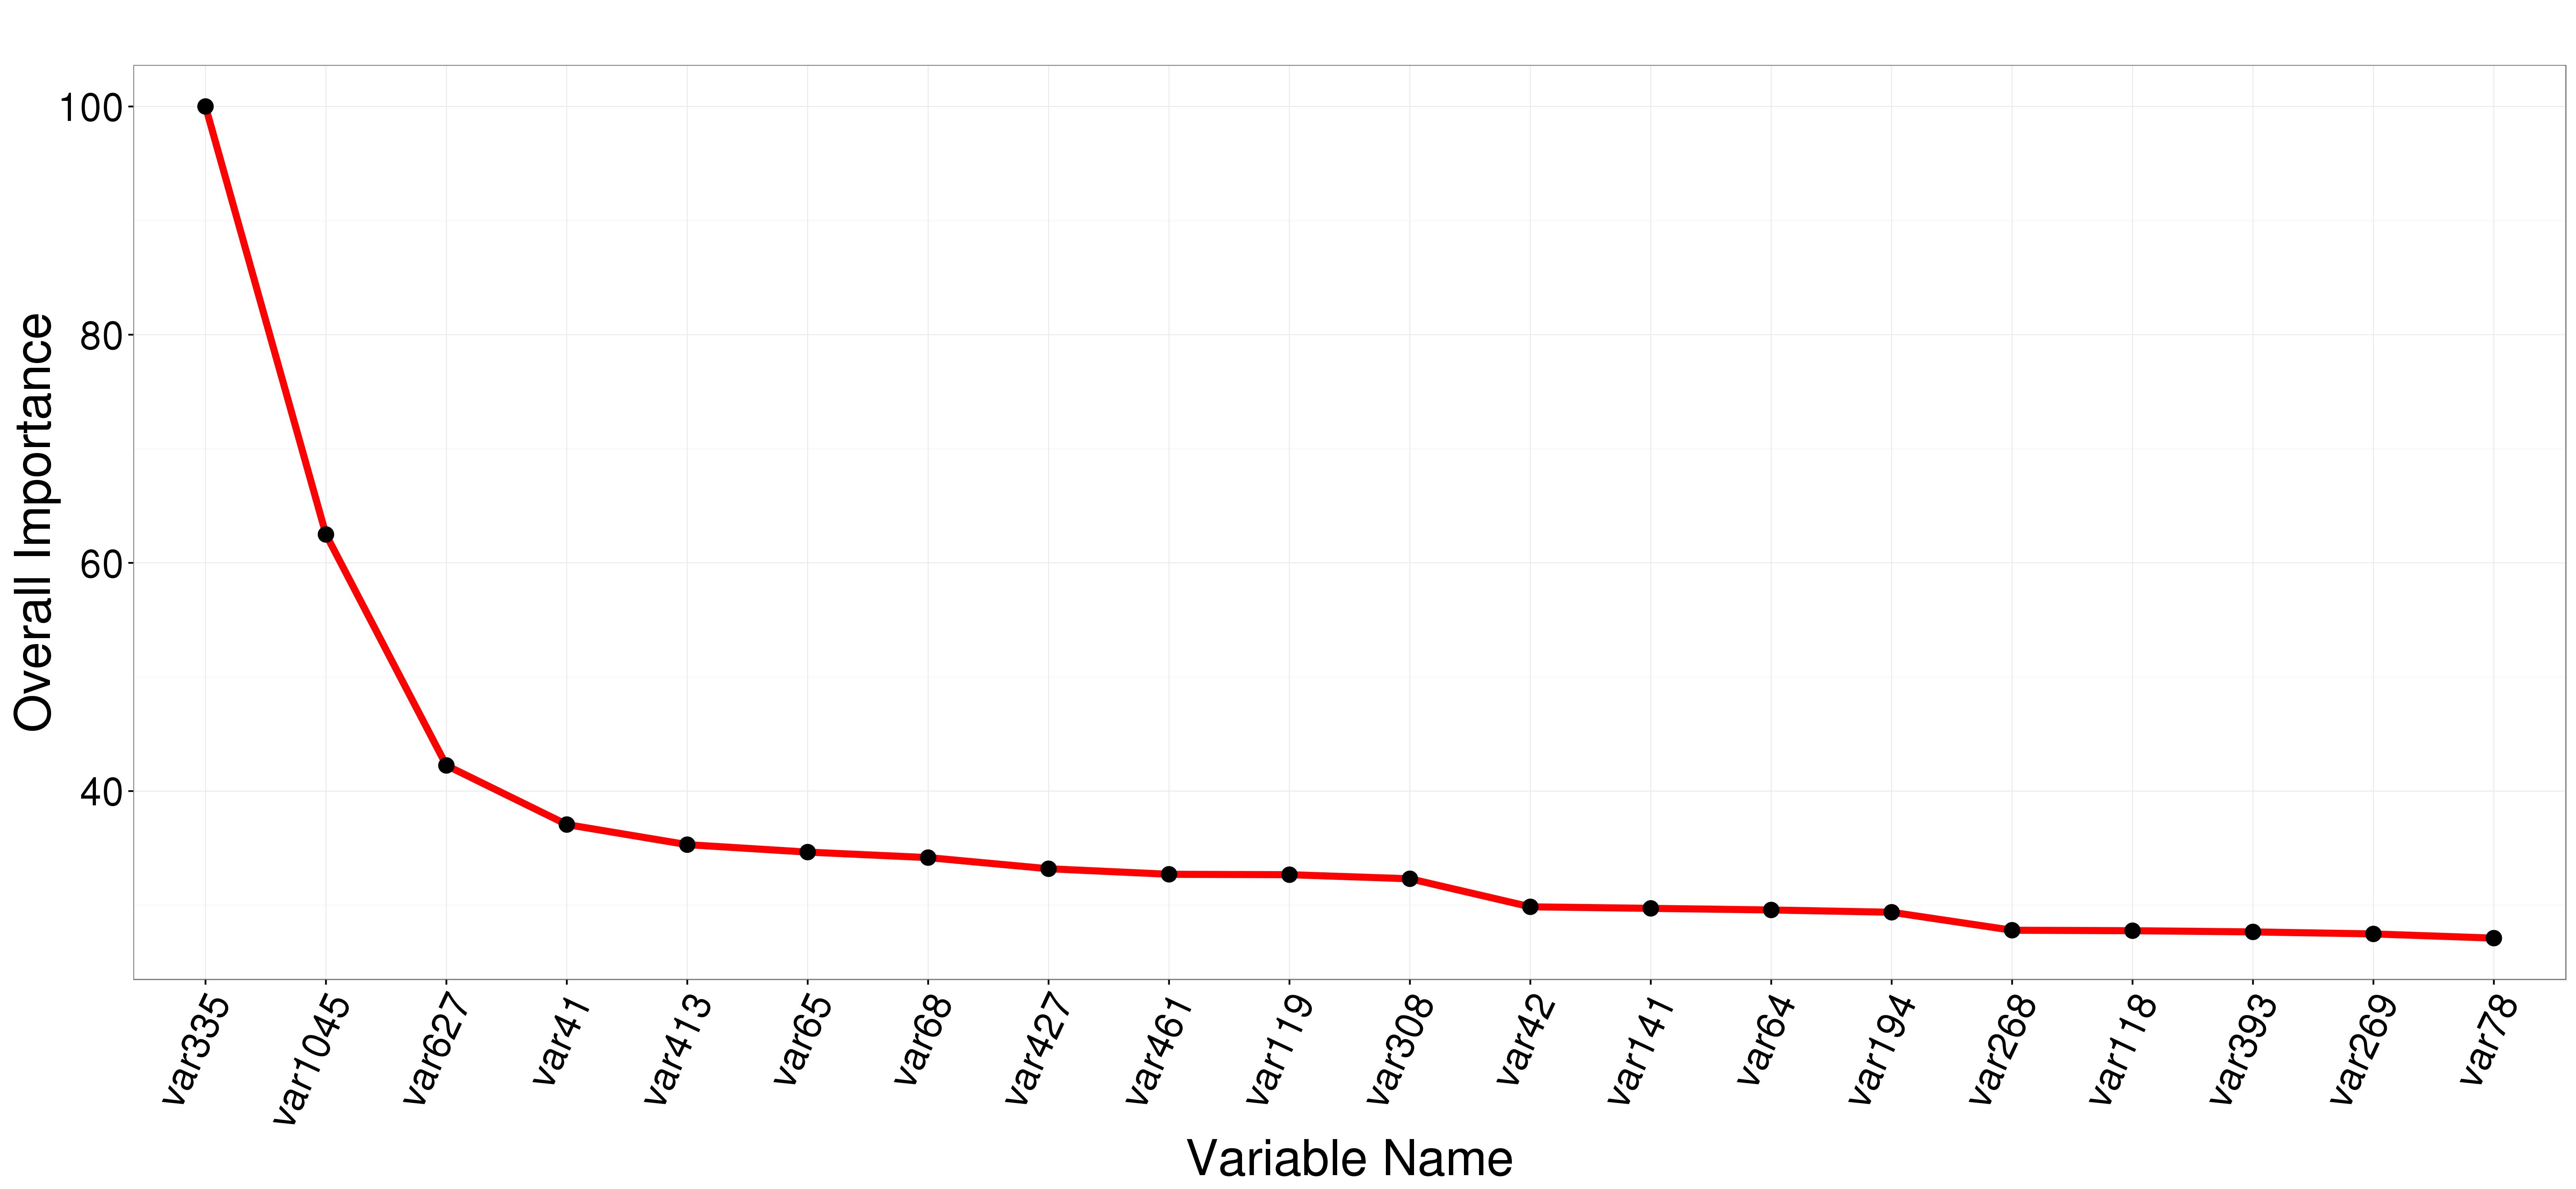 Overall Importance
100
80
60
40
var335
var1045
var627
var41
var413
var65
var68
var427
var461
var119
var308
var42
var141
var64
var194
var268
var118
var393
var269
var78
Variable Name